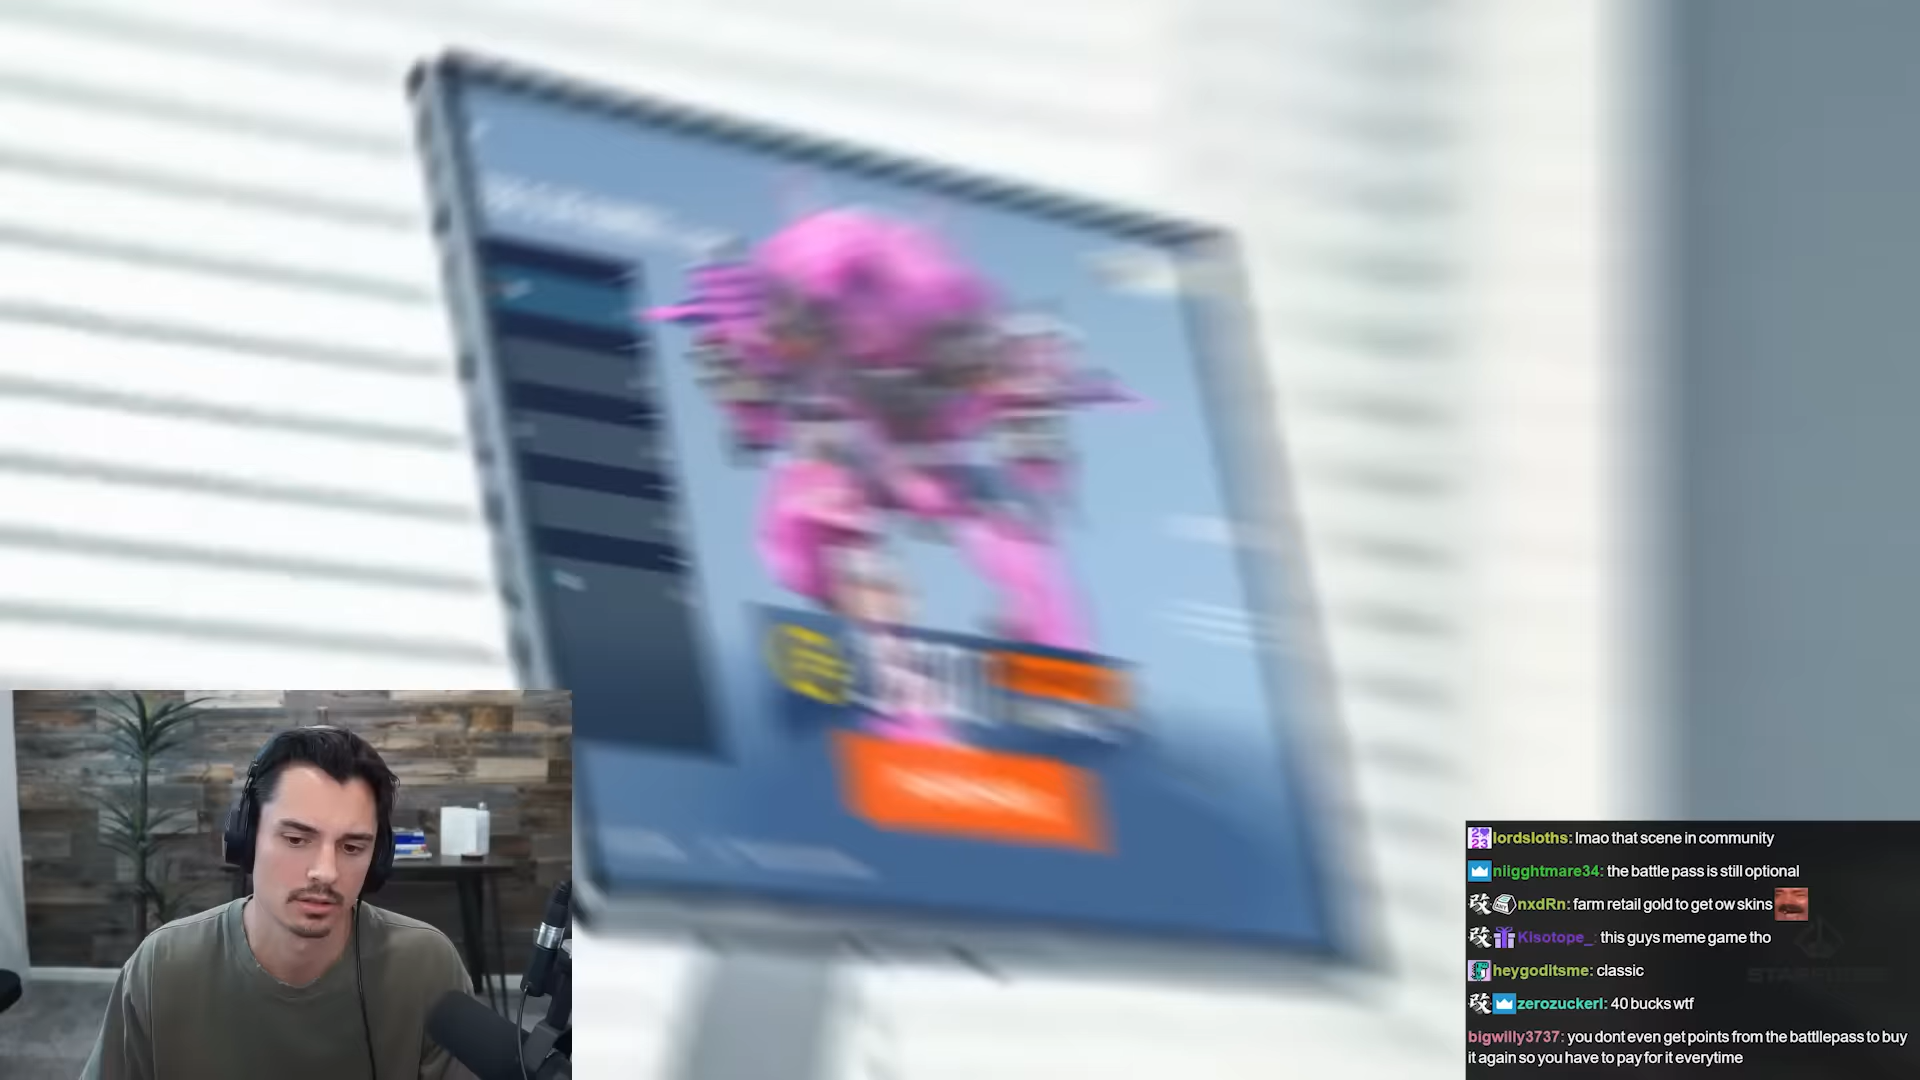 lordsloths: lmao that scene in community
niigghtmare34: the battle pass is still optional
nxdRn: farm retail gold to get ow skins
Kisotope_: this guys meme game tho
heygoditsme: classic
zerozuckerl: 40 bucks wtf
bigwilly3737: you dont even get points from the battllepass to buy
it again so you have to pay for it everytime
STARFORGE